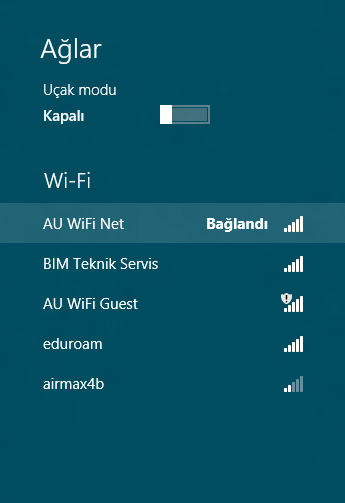 Ağlar
Uçak modu
Kapalı
Wi-Fi
AU WiFi Net Bağlandı
BIM Teknik Servis
AU WiFi Guest
eduroam
airmax4b